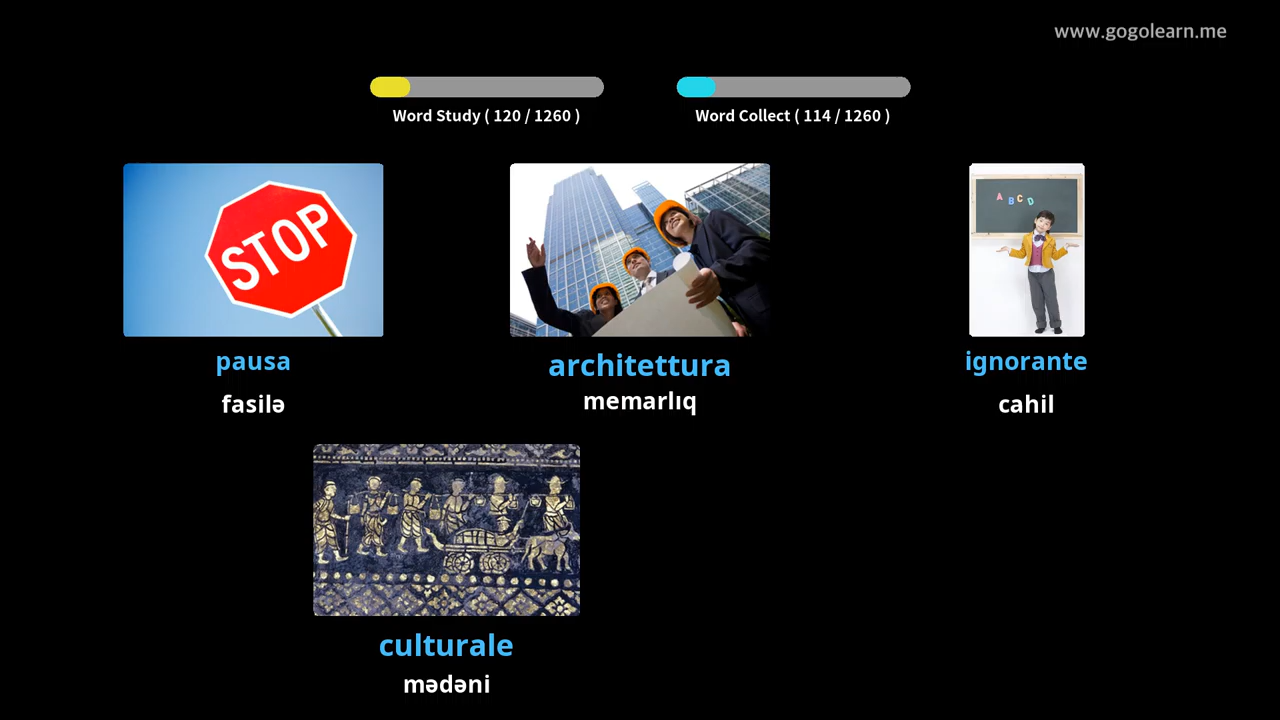 www.gogolearn.me
Word Study ( 120 / 1260 )
Word Collect ( 114 / 1260 )
STOP
A B C D
pausa
architettura
ignorante
fasilə
memarlıq
cahil
culturale
mədəni